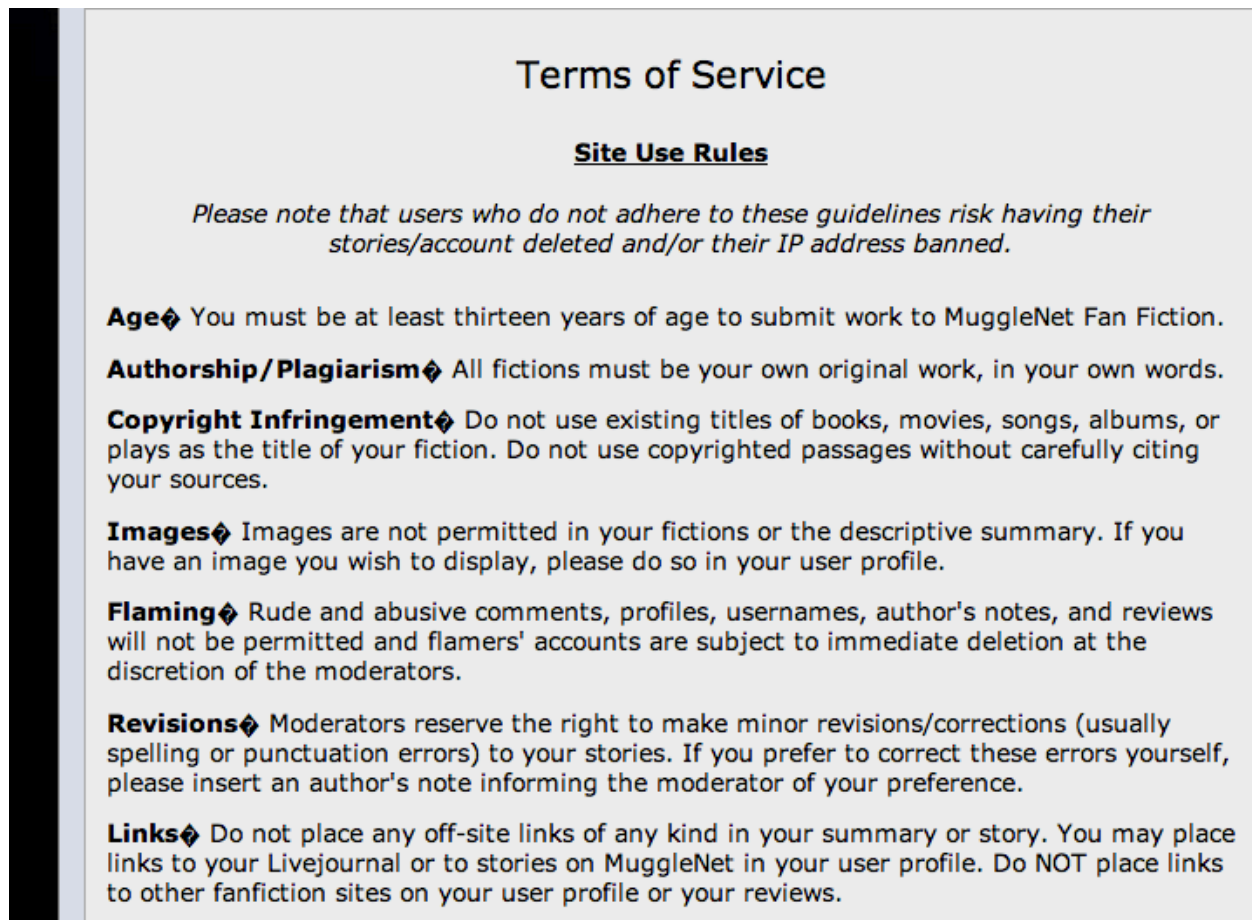 Terms of Service
Site Use Rules
Please note that users who do not adhere to these guidelines risk having their
stories/account deleted and/or their IP address banned.
Age� You must be at least thirteen years of age to submit work to MuggleNet Fan Fiction.
Authorship/Plagiarism� All fictions must be your own original work, in your own words.
Copyright Infringement� Do not use existing titles of books, movies, songs, albums, or
plays as the title of your fiction. Do not use copyrighted passages without carefully citing
your sources.
Images� Images are not permitted in your fictions or the descriptive summary. If you
have an image you wish to display, please do so in your user profile.
Flaming� Rude and abusive comments, profiles, usernames, author's notes, and reviews
will not be permitted and flamers' accounts are subject to immediate deletion at the
discretion of the moderators.
Revisions� Moderators reserve the right to make minor revisions/corrections (usually
spelling or punctuation errors) to your stories. If you prefer to correct these errors yourself,
please insert an author's note informing the moderator of your preference.
Links� Do not place any off-site links of any kind in your summary or story. You may place
links to your Livejournal or to stories on MuggleNet in your user profile. Do NOT place links
to other fanfiction sites on your user profile or your reviews.